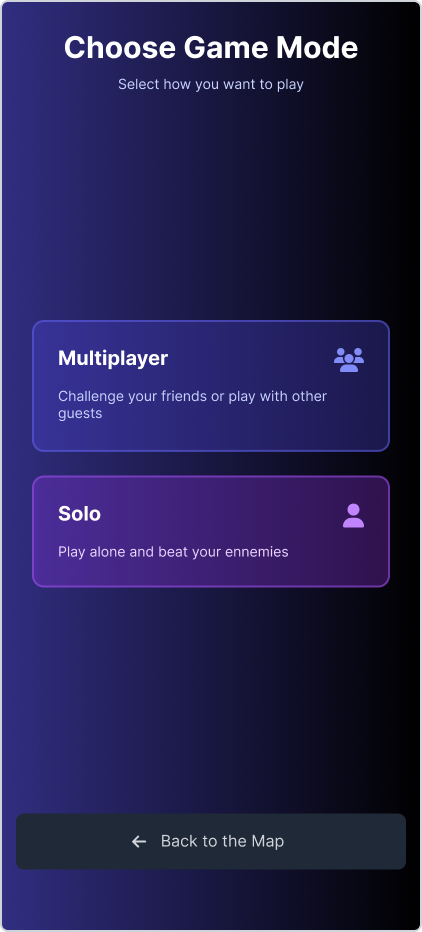 Choose Game Mode
Select how you want to play
Multiplayer
Challenge your friends or play with other
guests
Solo
Play alone and beat your ennemies
Back to the Map